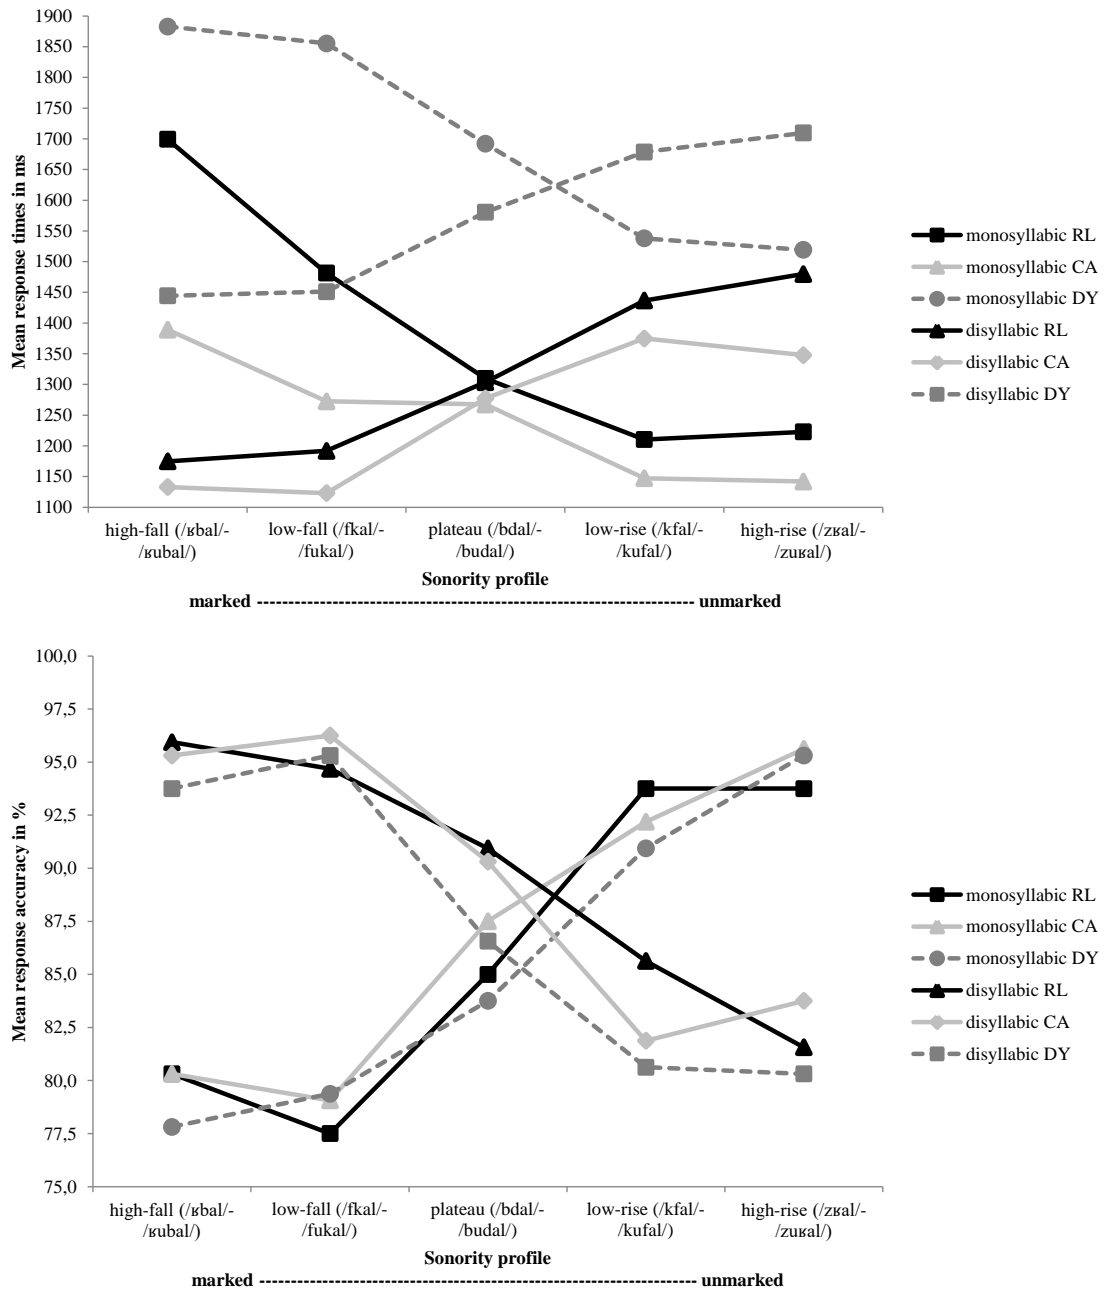 1900
1850
1800
1750
1700
1650
1600
1550
1500
1450
1400
1350
1300
1250
1200
1150
1100
Mean response times in ms
high-fall (/ʁbal/-
/ʁubal/)
low-fall (/fkal/-
/fukal/)
plateau (/bdal/-
/budal/)
low-rise (/kfal/-
/kufal/)
high-rise (/zʁal/-
/zuʁal/)
Sonority profile
marked ---------------------------------------------------------------------- unmarked
monosyllabic RL
monosyllabic CA
monosyllabic DY
disyllabic RL
disyllabic CA
disyllabic DY
100,0
97,5
95,0
92,5
90,0
87,5
85,0
82,5
80,0
77,5
75,0
Mean response accuracy in %
high-fall (/ʁbal/-
/ʁubal/)
low-fall (/fkal/-
/fukal/)
plateau (/bdal/-
/budal/)
low-rise (/kfal/-
/kufal/)
high-rise (/zʁal/-
/zuʁal/)
Sonority profile
marked ---------------------------------------------------------------------- unmarked
monosyllabic RL
monosyllabic CA
monosyllabic DY
disyllabic RL
disyllabic CA
disyllabic DY